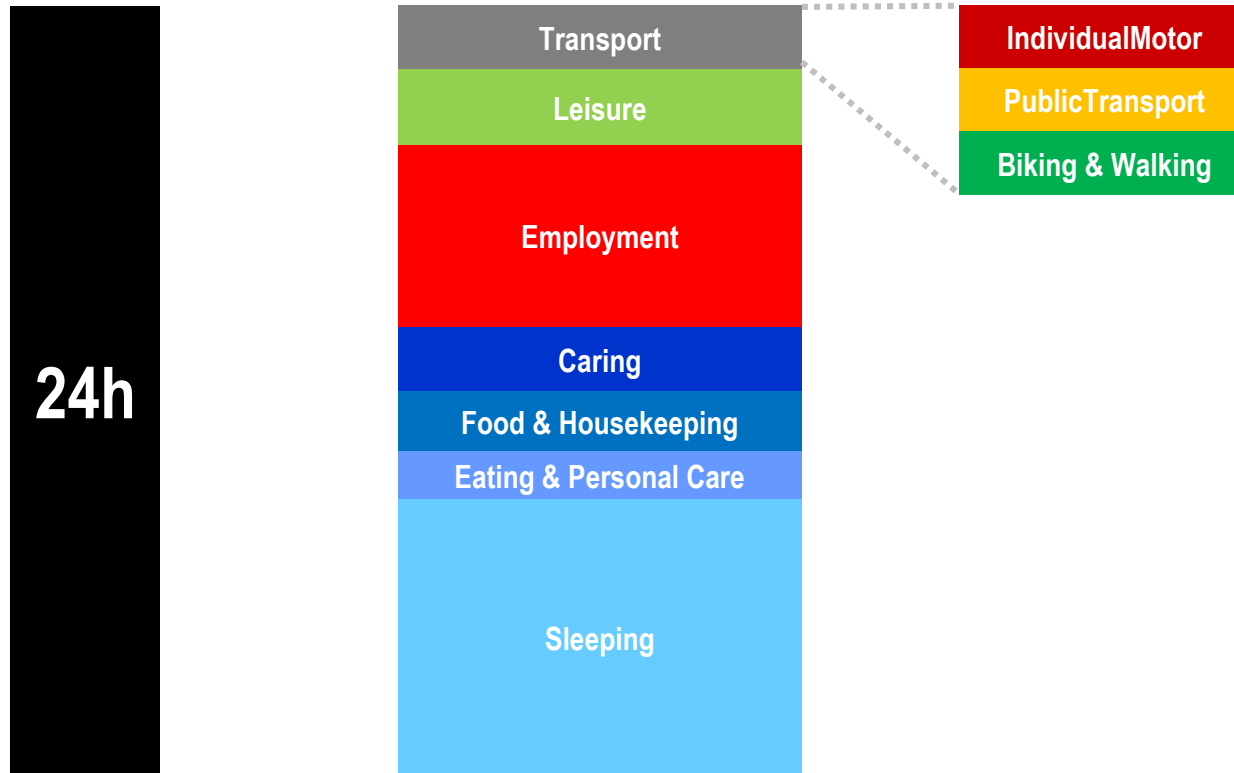 24h
Transport
Leisure
Employment
Caring
Food & Housekeeping
Eating & Personal Care
Sleeping
IndividualMotor
PublicTransport
Biking & Walking